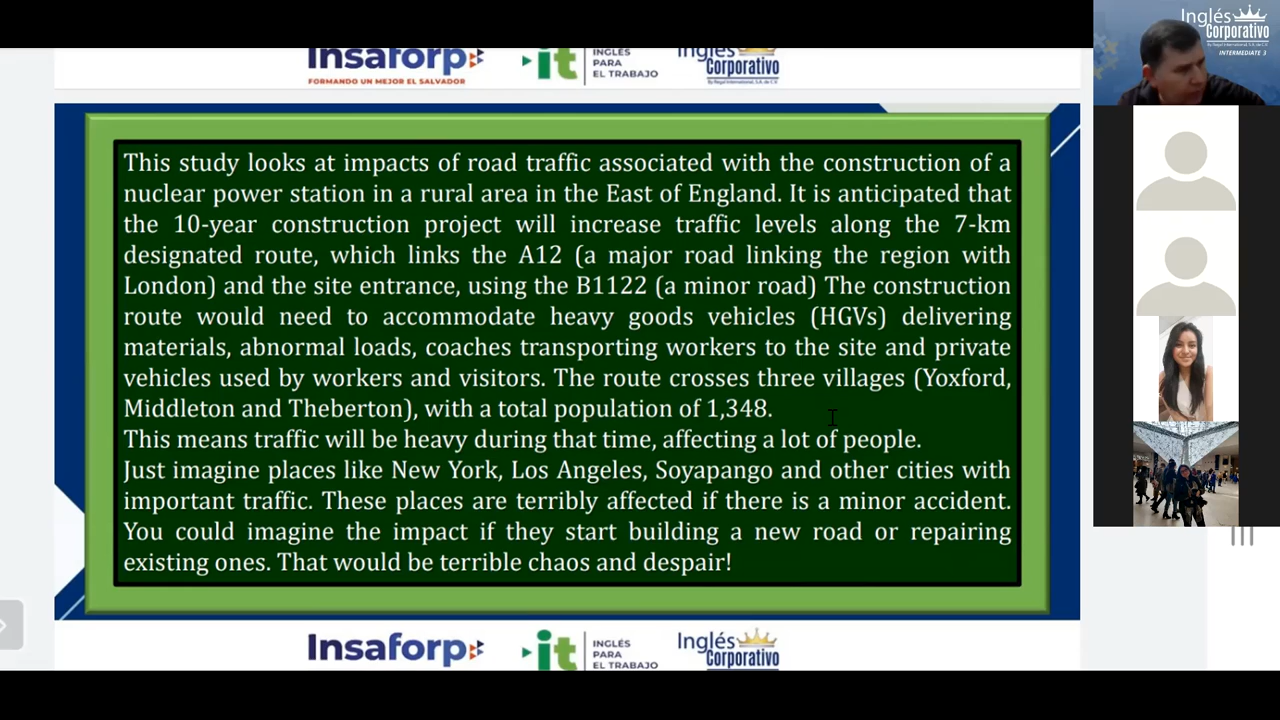 Insaforp
FORMANDO UN MEJOR EL SALVADOR
it
INGLÉS
PARA
EL TRABAJO
Inglés
Corporativo
By Regal International, S.A. de C.V.
Inglés
Corporativo
By Regal International, S.A. de C.V.
INTERMEDIATE 3
This study looks at impacts of road traffic associated with the construction of a
nuclear power station in a rural area in the East of England. It is anticipated that
the 10-year construction project will increase traffic levels along the 7-km
designated route, which links the A12 (a major road linking the region with
London) and the site entrance, using the B1122 (a minor road) The construction
route would need to accommodate heavy goods vehicles (HGVs) delivering
materials, abnormal loads, coaches transporting workers to the site and private
vehicles used by workers and visitors. The route crosses three villages (Yoxford,
Middleton and Theberton), with a total population of 1,348.
This means traffic will be heavy during that time, affecting a lot of people.
Just imagine places like New York, Los Angeles, Soyapango and other cities with
important traffic. These places are terribly affected if there is a minor accident.
You could imagine the impact if they start building a new road or repairing
existing ones. That would be terrible chaos and despair!
Insaforp
it
INGLÉS
PARA
EL TRABAJO
Inglés
Corporativo